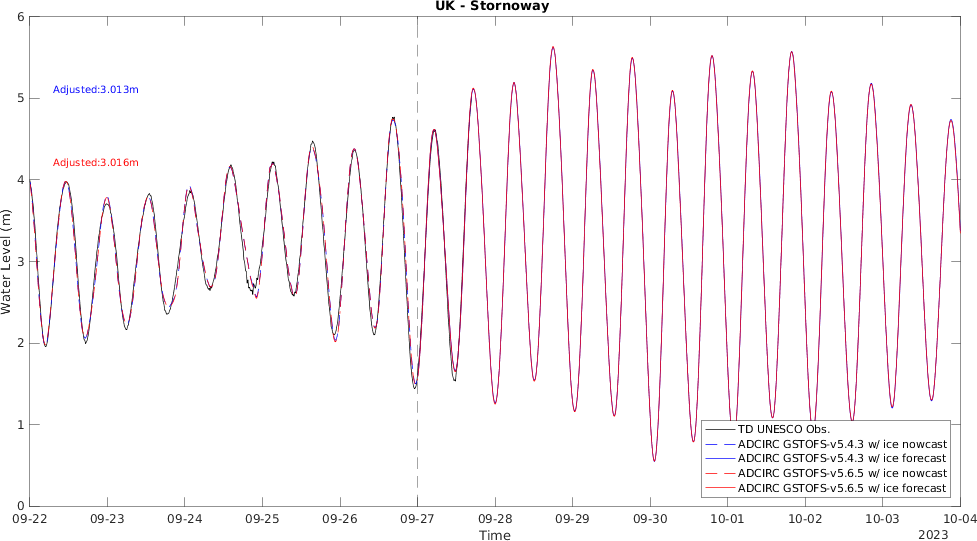 UK - Stornoway
6
5
4
3
2
1
0
Water Level (m)
Adjusted:3.013m
Adjusted:3.016m
TD UNESCO Obs.
ADCIRC GSTOFS-v5.4.3 w/ ice nowcast
ADCIRC GSTOFS-v5.4.3 w/ ice forecast
ADCIRC GSTOFS-v5.6.5 w/ ice nowcast
ADCIRC GSTOFS-v5.6.5 w/ ice forecast
09-22 09-23 09-24 09-25 09-26 09-27 09-28 09-29 09-30 10-01 10-02 10-03 10-04
Time
2023